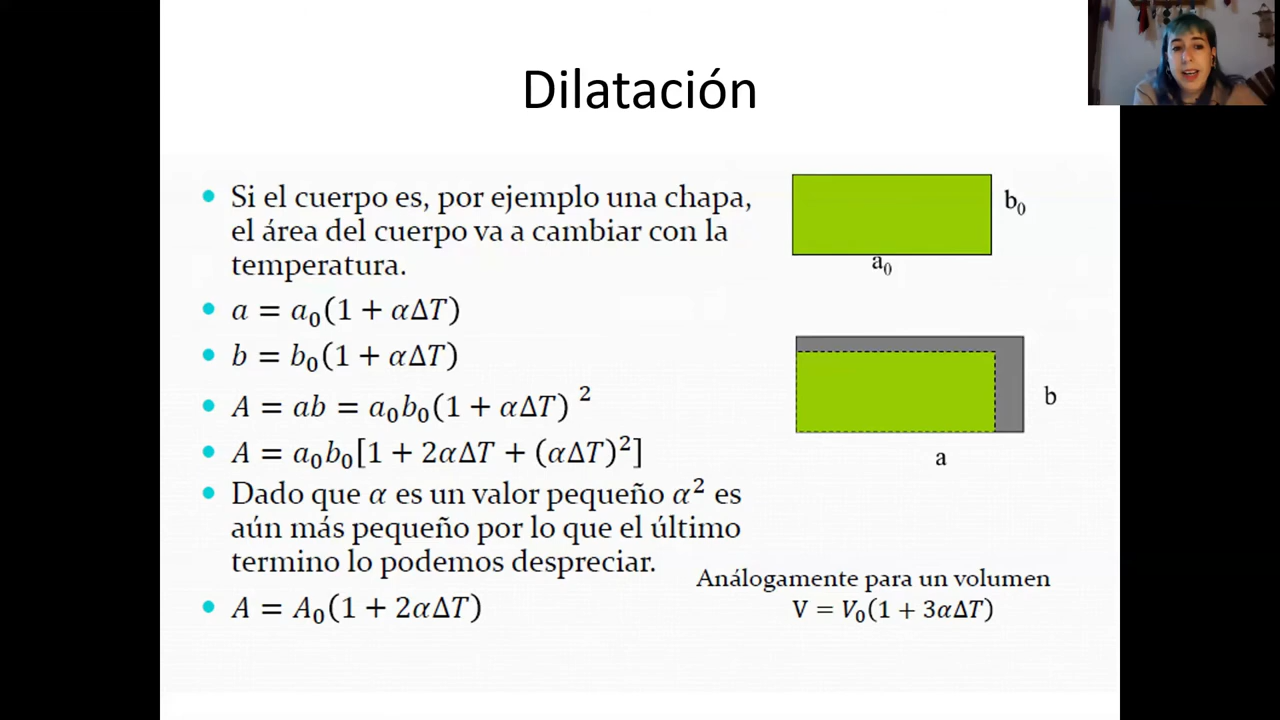 Dilatación
Si el cuerpo es, por ejemplo una chapa,
el área del cuerpo va a cambiar con la
temperatura.
a = a₀(1 + αΔT)
b = b₀(1 + αΔT)
A = ab = a₀b₀(1 + αΔT) ²
A = a₀b₀[1 + 2αΔT + (αΔT)²]
Dado que α es un valor pequeño α² es
aún más pequeño por lo que el último
termino lo podemos despreciar.
A = A₀(1 + 2αΔT)
b₀
a₀
b
a
Análogamente para un volumen
V = V₀(1 + 3αΔT)